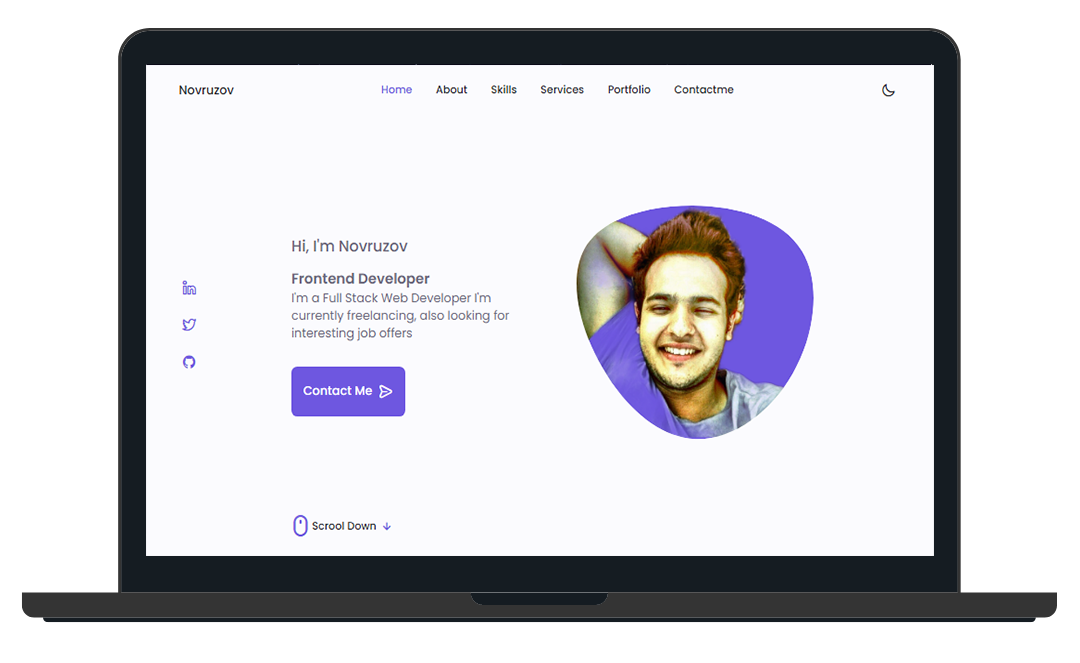 Novruzov
Home About Skills Services Portfolio Contactme
Hi, I'm Novruzov
Frontend Developer
I'm a Full Stack Web Developer I'm
currently freelancing, also looking for
interesting job offers
Contact Me
Scrool Down